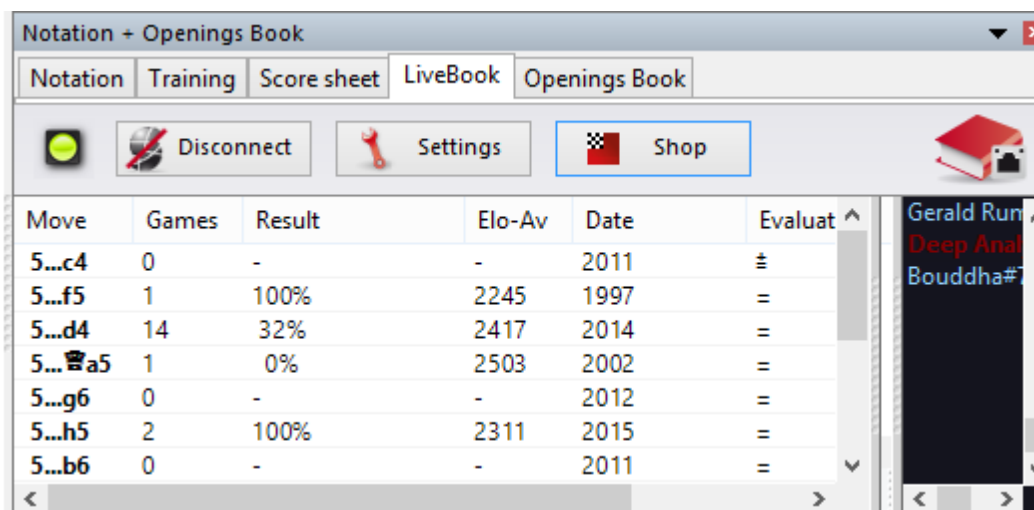 Notation + Openings Book
Notation Training Score sheet LiveBook Openings Book
Disconnect Settings Shop
Move Games Result Elo-Av Date Evaluat
5...c4 0 - - 2011 ⩲
5...f5 1 100% 2245 1997 =
5...d4 14 32% 2417 2014 =
5...♛a5 1 0% 2503 2002 =
5...g6 0 - - 2012 =
5...h5 2 100% 2311 2015 =
5...b6 0 - - 2011 =
Gerald Rum
Deep Anal
Bouddha#7